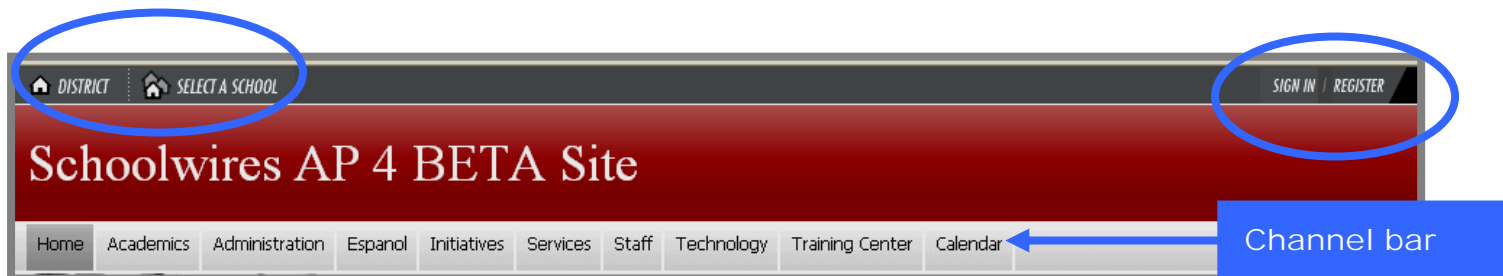 DISTRICT SELECT A SCHOOL SIGN IN / REGISTER
Schoolwires AP 4 BETA Site
Home Academics Administration Espanol Initiatives Services Staff Technology Training Center Calendar
Channel bar